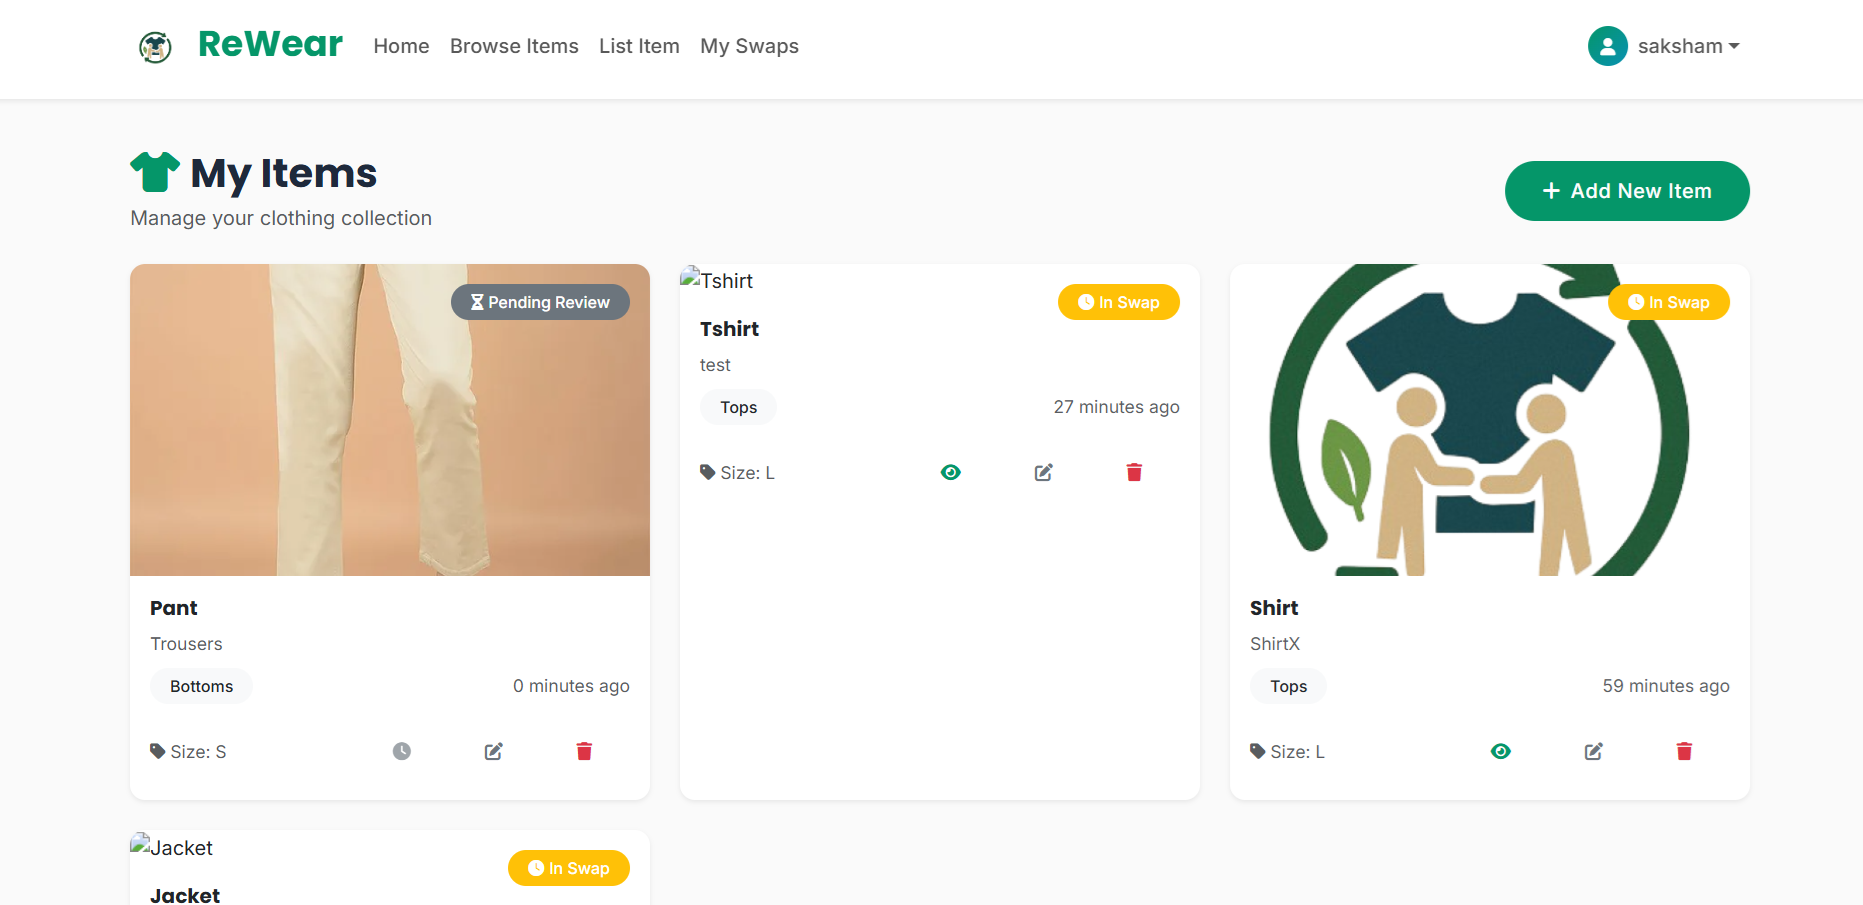 ReWear Home Browse Items List Item My Swaps saksham
My Items
Manage your clothing collection
+ Add New Item
Pending Review
Pant
Trousers
Bottoms 0 minutes ago
Size: S
Tshirt
In Swap
Tshirt
test
Tops 27 minutes ago
Size: L
In Swap
Shirt
ShirtX
Tops 59 minutes ago
Size: L
Jacket
In Swap
Jacket